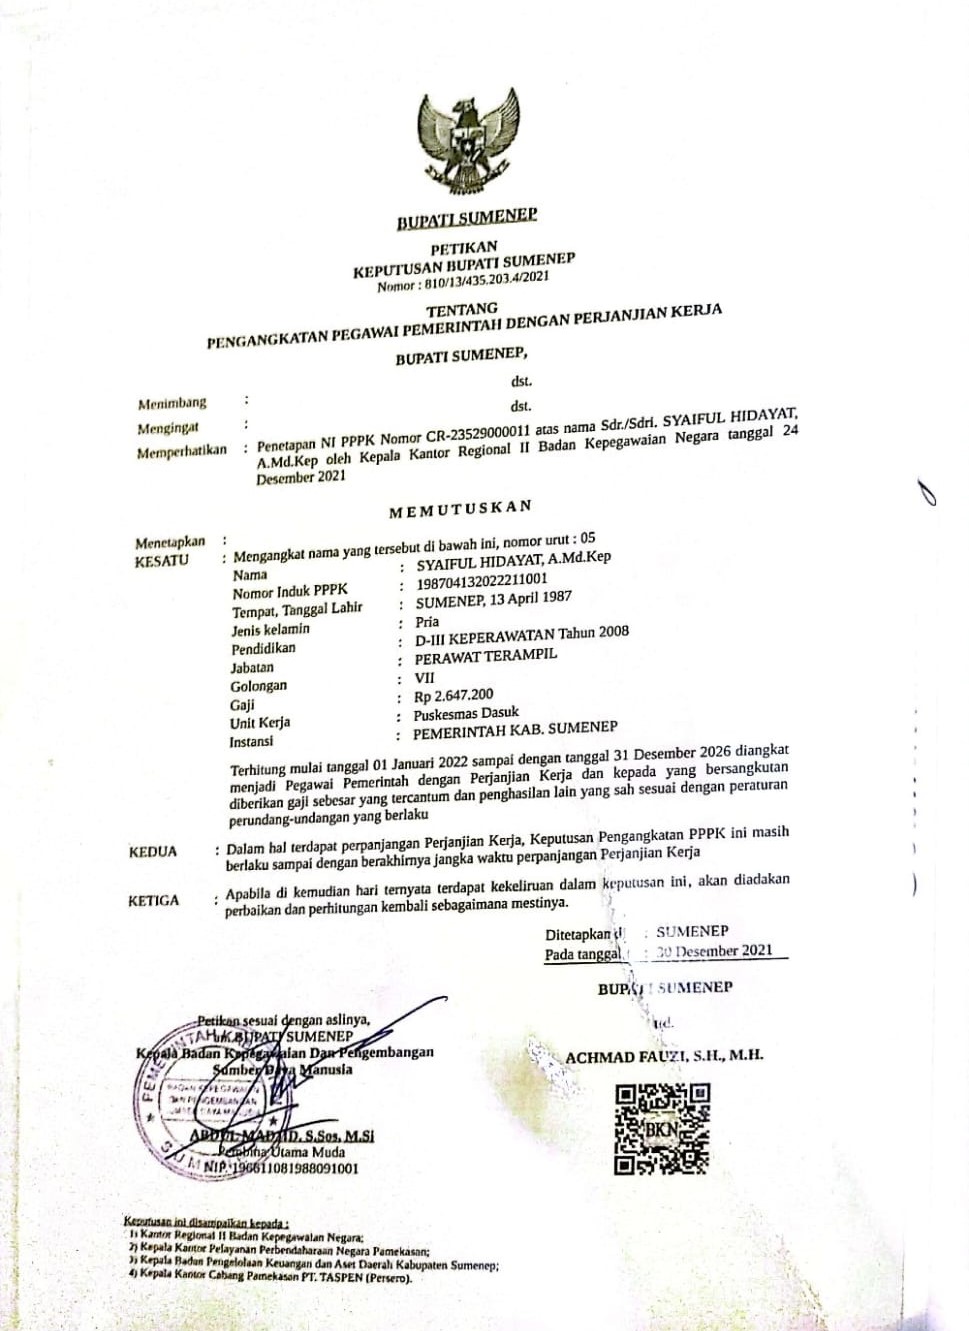 BUPATI SUMENEP
PETIKAN
KEPUTUSAN BUPATI SUMENEP
Nomor : 810/13/435.203.4/2021
TENTANG
PENGANGKATAN PEGAWAI PEMERINTAH DENGAN PERJANJIAN KERJA
BUPATI SUMENEP,
Menimbang : dst.
Mengingat : dst.
Memperhatikan : Penetapan NI PPPK Nomor CR-23529000011 atas nama Sdr./Sdri. SYAIFUL HIDAYAT,
A.Md.Kep oleh Kepala Kantor Regional II Badan Kepegawaian Negara tanggal 24
Desember 2021
MEMUTUSKAN
Menetapkan :
KESATU : Mengangkat nama yang tersebut di bawah ini, nomor urut : 05
Nama : SYAIFUL HIDAYAT, A.Md.Kep
Nomor Induk PPPK : 198704132022211001
Tempat, Tanggal Lahir : SUMENEP, 13 April 1987
Jenis kelamin : Pria
Pendidikan : D-III KEPERAWATAN Tahun 2008
Jabatan : PERAWAT TERAMPIL
Golongan : VII
Gaji : Rp 2.647.200
Unit Kerja : Puskesmas Dasuk
Instansi : PEMERINTAH KAB. SUMENEP
Terhitung mulai tanggal 01 Januari 2022 sampai dengan tanggal 31 Desember 2026 diangkat
menjadi Pegawai Pemerintah dengan Perjanjian Kerja dan kepada yang bersangkutan
diberikan gaji sebesar yang tercantum dan penghasilan lain yang sah sesuai dengan peraturan
perundang-undangan yang berlaku
KEDUA : Dalam hal terdapat perpanjangan Perjanjian Kerja, Keputusan Pengangkatan PPPK ini masih
berlaku sampai dengan berakhirnya jangka waktu perpanjangan Perjanjian Kerja
KETIGA : Apabila di kemudian hari ternyata terdapat kekeliruan dalam keputusan ini, akan diadakan
perbaikan dan perhitungan kembali sebagaimana mestinya.
Ditetapkan di : SUMENEP
Pada tanggal : 30 Desember 2021
BUPATI SUMENEP
ttd.
ACHMAD FAUZI, S.H., M.H.
BKN
Petikan sesuai dengan aslinya,
BUPATI SUMENEP
Kepala Badan Kepegawaian Dan Pengembangan
Sumber Daya Manusia
ABDUL MADJID, S.Sos, M.Si
Pembina Utama Muda
NIP. 196611081988091001
Keputusan ini disampaikan kepada :
1) Kantor Regional II Badan Kepegawaian Negara;
2) Kepala Kantor Pelayanan Perbendaharaan Negara Pamekasan;
3) Kepala Badan Pengelolaan Keuangan dan Aset Daerah Kabupaten Sumenep;
4) Kepala Kantor Cabang Pamekasan PT. TASPEN (Persero).